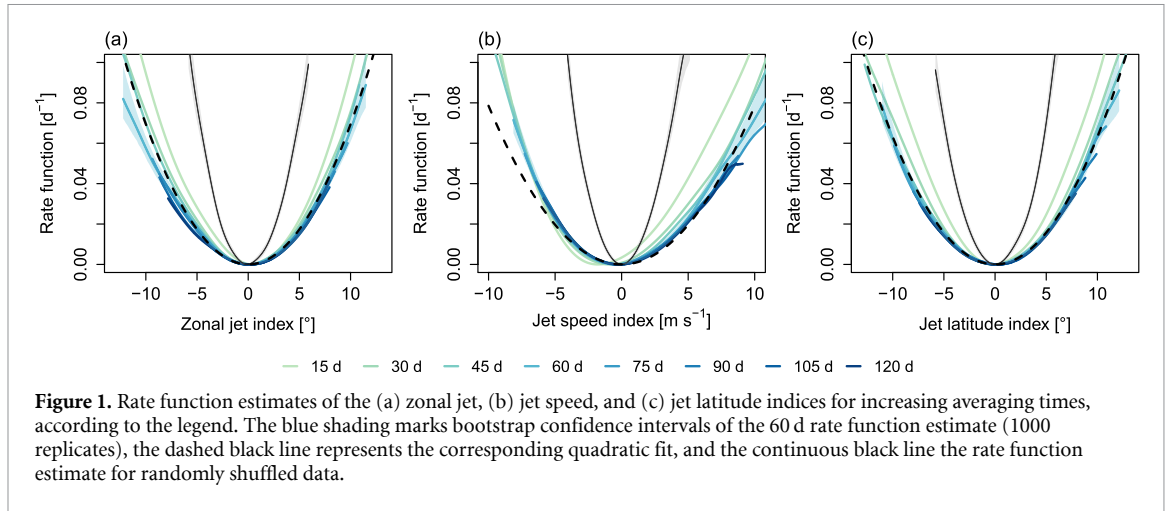 (a)
(b)
(c)
Rate function [d⁻¹]
0.00 0.04 0.08
−10 −5 0 5 10
Zonal jet index [°]
Rate function [d⁻¹]
0.00 0.04 0.08
−10 −5 0 5 10
Jet speed index [m s⁻¹]
Rate function [d⁻¹]
0.00 0.04 0.08
−10 −5 0 5 10
Jet latitude index [°]
15 d 30 d 45 d 60 d 75 d 90 d 105 d 120 d
Figure 1. Rate function estimates of the (a) zonal jet, (b) jet speed, and (c) jet latitude indices for increasing averaging times,
according to the legend. The blue shading marks bootstrap confidence intervals of the 60 d rate function estimate (1000
replicates), the dashed black line represents the corresponding quadratic fit, and the continuous black line the rate function
estimate for randomly shuffled data.